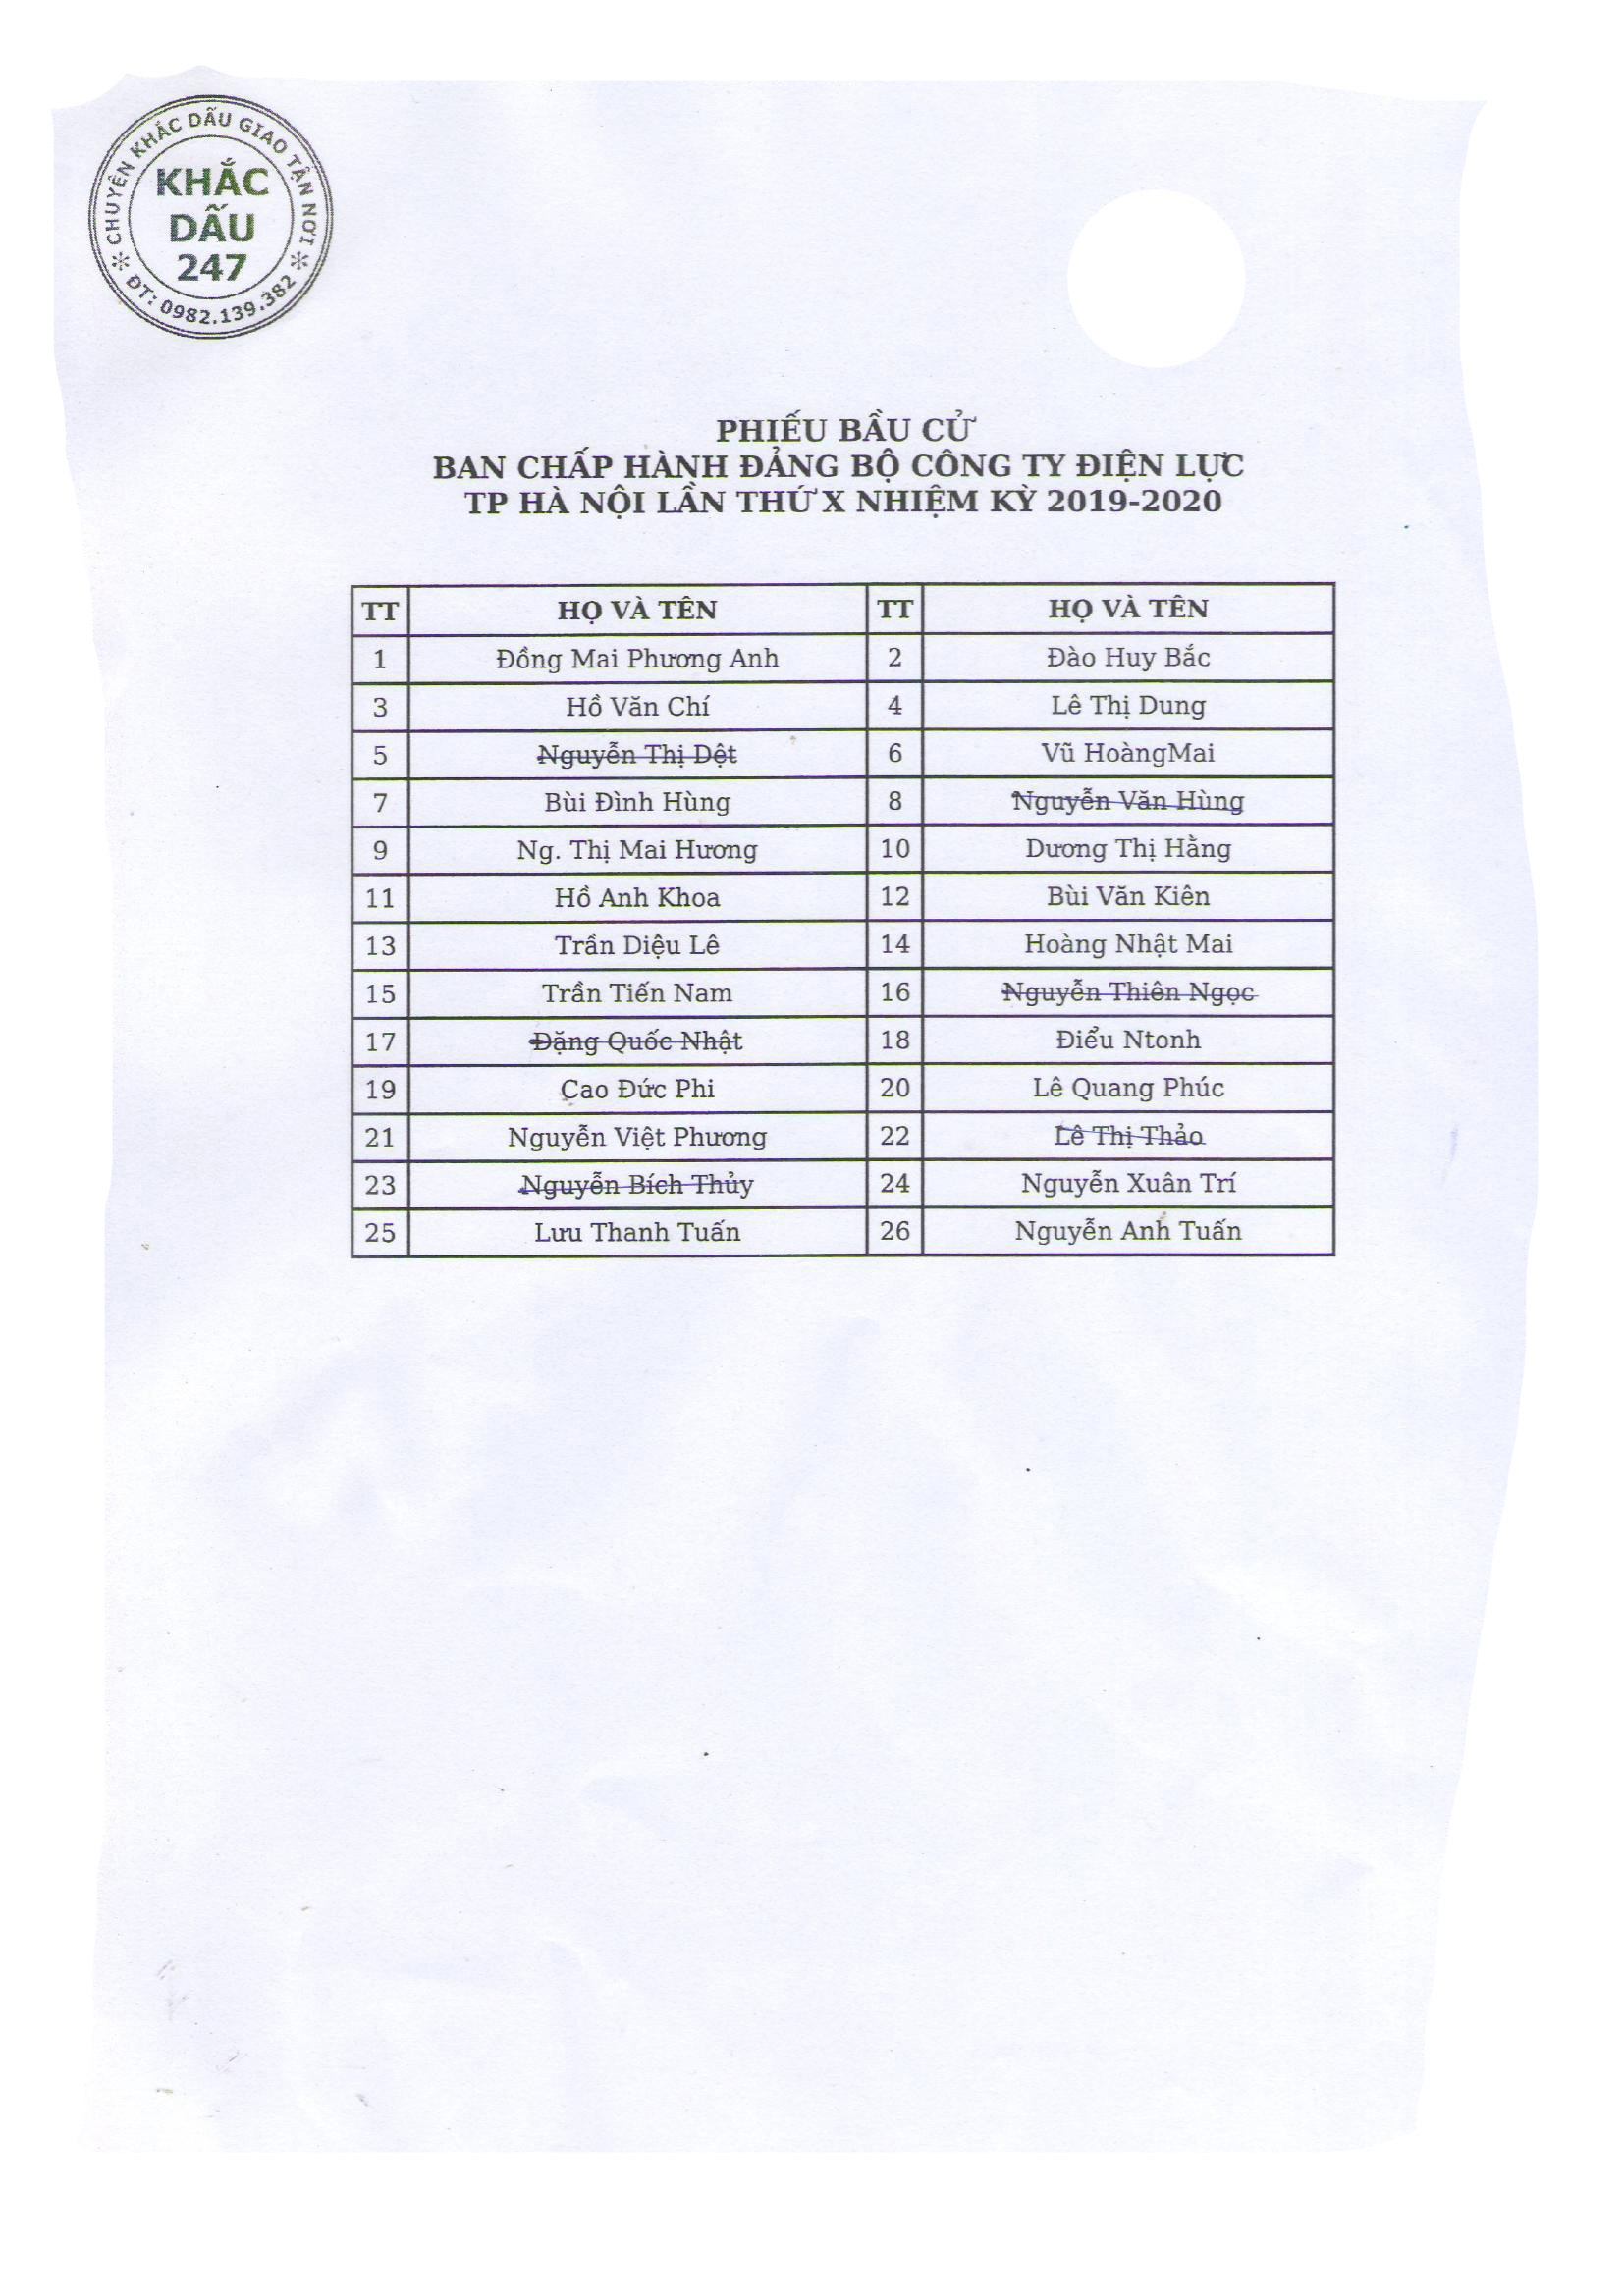 CHUYÊN KHẮC DẤU GIAO TẬN NƠI
KHẮC
DẤU
247
ĐT: 0982.139.382
PHIẾU BẦU CỬ
BAN CHẤP HÀNH ĐẢNG BỘ CÔNG TY ĐIỆN LỰC
TP HÀ NỘI LẦN THỨ X NHIỆM KỲ 2019-2020
TT HỌ VÀ TÊN TT HỌ VÀ TÊN
1 Đồng Mai Phương Anh 2 Đào Huy Bắc
3 Hồ Văn Chí 4 Lê Thị Dung
5 Nguyễn Thị Dệt 6 Vũ HoàngMai
7 Bùi Đình Hùng 8 Nguyễn Văn Hùng
9 Ng. Thị Mai Hương 10 Dương Thị Hằng
11 Hồ Anh Khoa 12 Bùi Văn Kiên
13 Trần Diệu Lê 14 Hoàng Nhật Mai
15 Trần Tiến Nam 16 Nguyễn Thiên Ngọc
17 Đặng Quốc Nhật 18 Điểu Ntonh
19 Cao Đức Phi 20 Lê Quang Phúc
21 Nguyễn Việt Phương 22 Lê Thị Thảo
23 Nguyễn Bích Thủy 24 Nguyễn Xuân Trí
25 Lưu Thanh Tuấn 26 Nguyễn Anh Tuấn